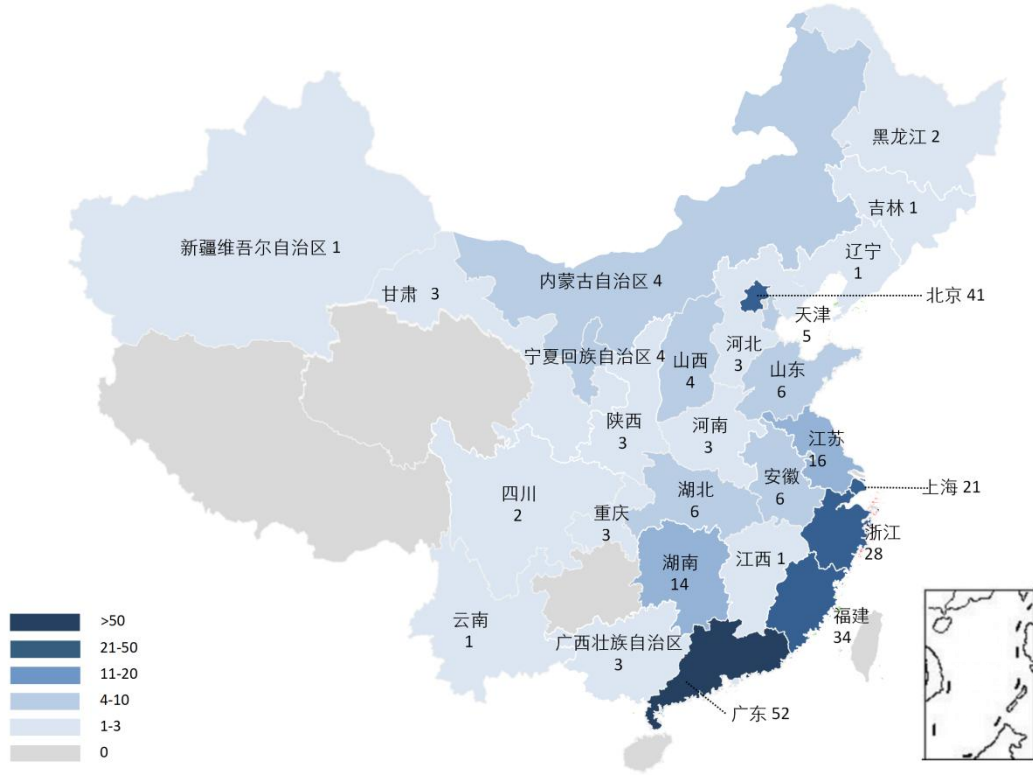 黑龙江 2
吉林 1
辽宁
1
新疆维吾尔自治区 1
内蒙古自治区 4
甘肃 3
北京 41
天津
5
河北
3
宁夏回族自治区 4
山西
4
山东
6
陕西
3
河南
3
江苏
16
安徽
6
上海 21
四川
2
重庆
3
湖北
6
浙江
28
湖南
14
江西 1
云南
1
广西壮族自治区
3
福建
34
广东 52
>50
21-50
11-20
4-10
1-3
0